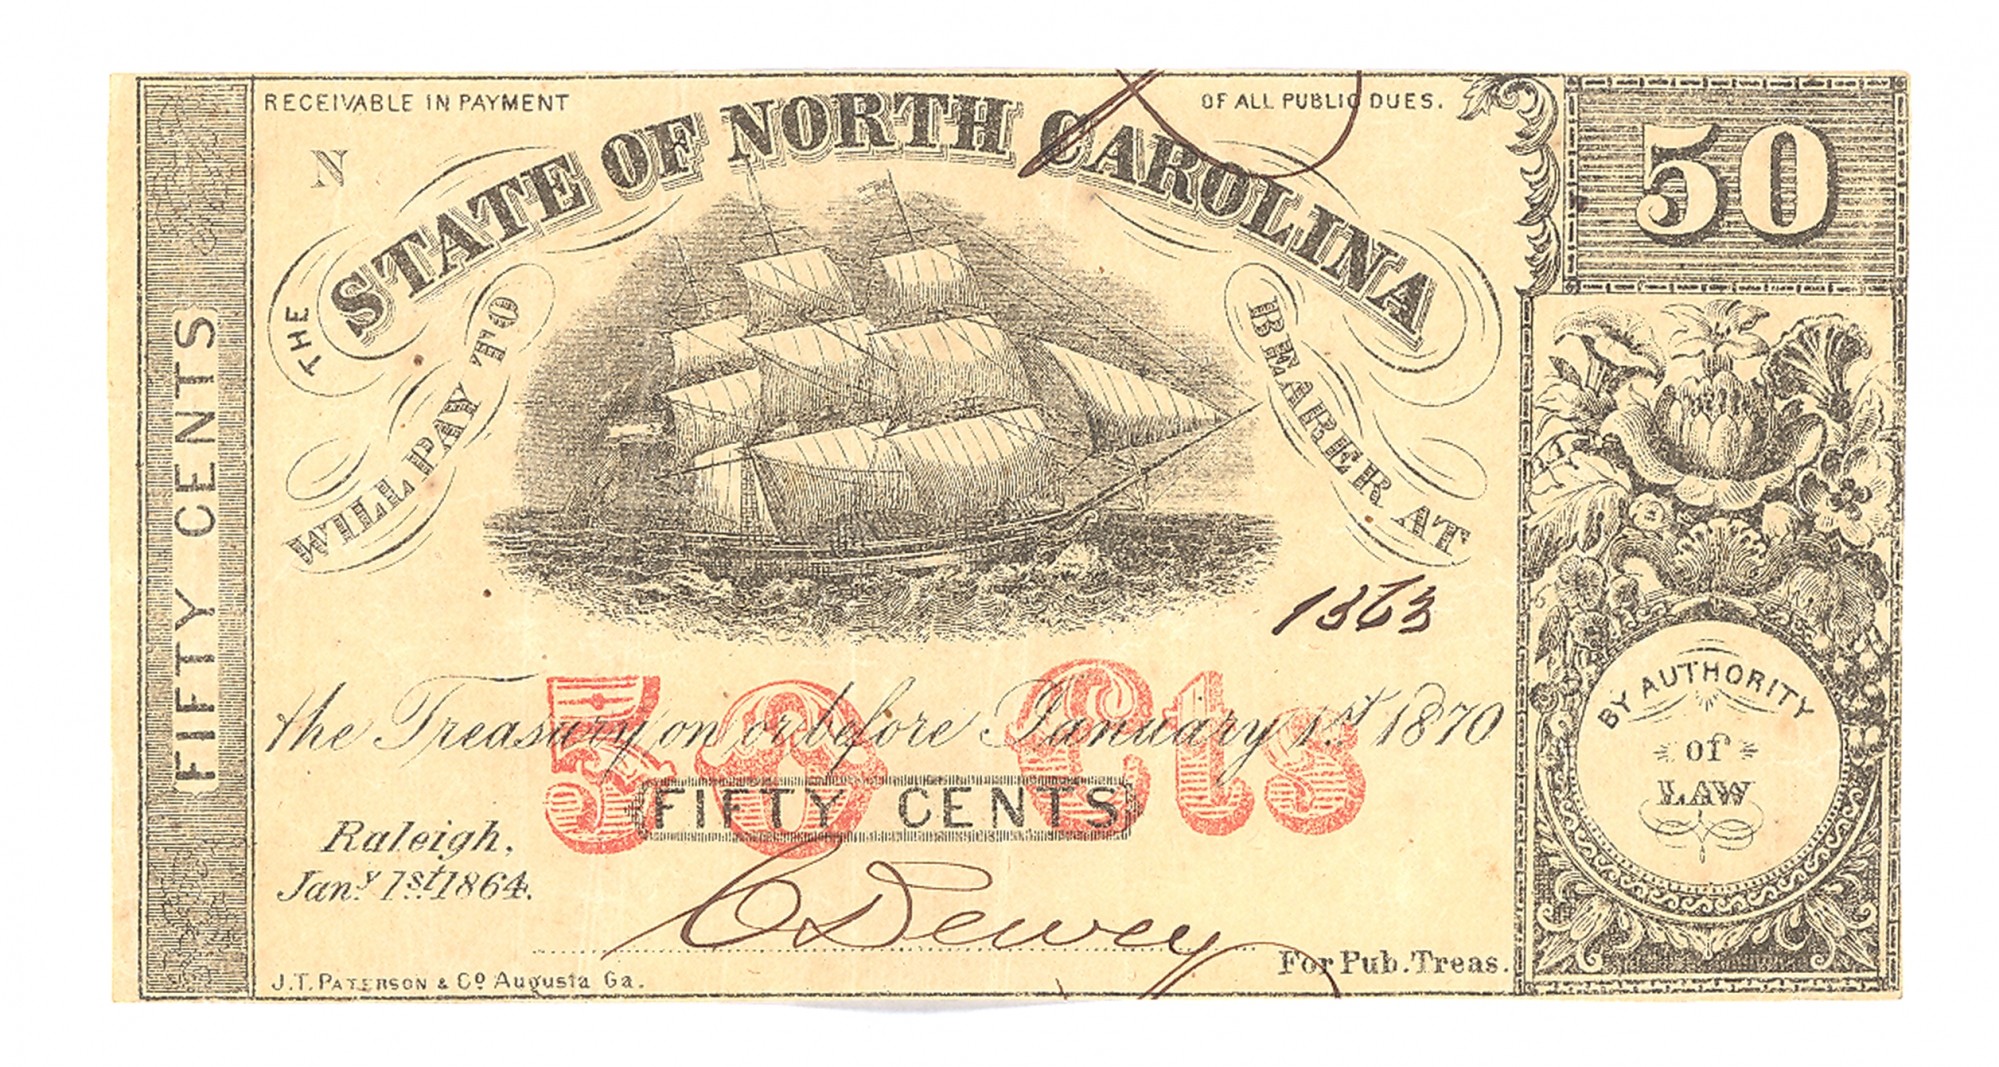 RECEIVABLE IN PAYMENT OF ALL PUBLIC DUES.
N
50
THE STATE OF NORTH CAROLINA
WILL PAY TO BEARER AT
1363
the Treasury on or before January 1st 1870
50 Cts
FIFTY CENTS
Raleigh,
Jany. 1st. 1864.
C Dewey
For Pub. Treas.
J.T. PATERSON & Co Augusta Ga.
FIFTY CENTS
BY AUTHORITY
of
LAW